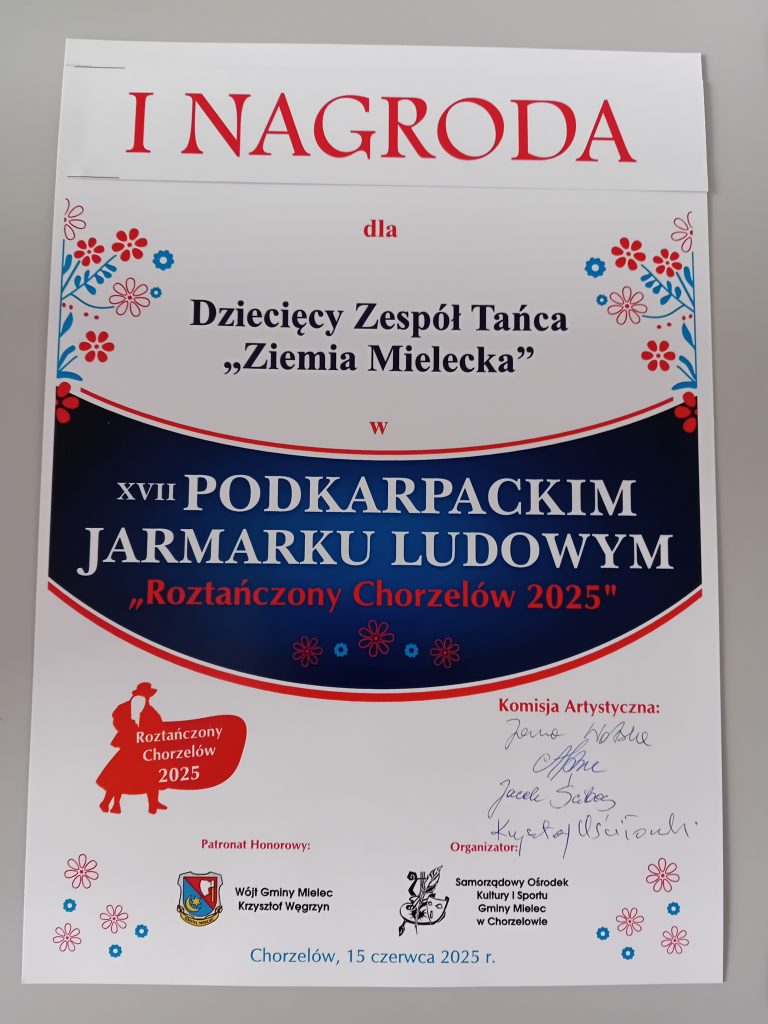 I NAGRODA
dla
Dziecięcy Zespół Tańca
„Ziemia Mielecka”
w
XVII PODKARPACKIM
JARMARKU LUDOWYM
„Roztańczony Chorzelów 2025"
Roztańczony
Chorzelów
2025
Komisja Artystyczna:
Jacek
Patronat Honorowy:
Wójt Gminy Mielec
Krzysztof Węgrzyn
Organizator:
Samorządowy Ośrodek
Kultury i Sportu
Gminy Mielec
w Chorzelowie
Chorzelów, 15 czerwca 2025 r.